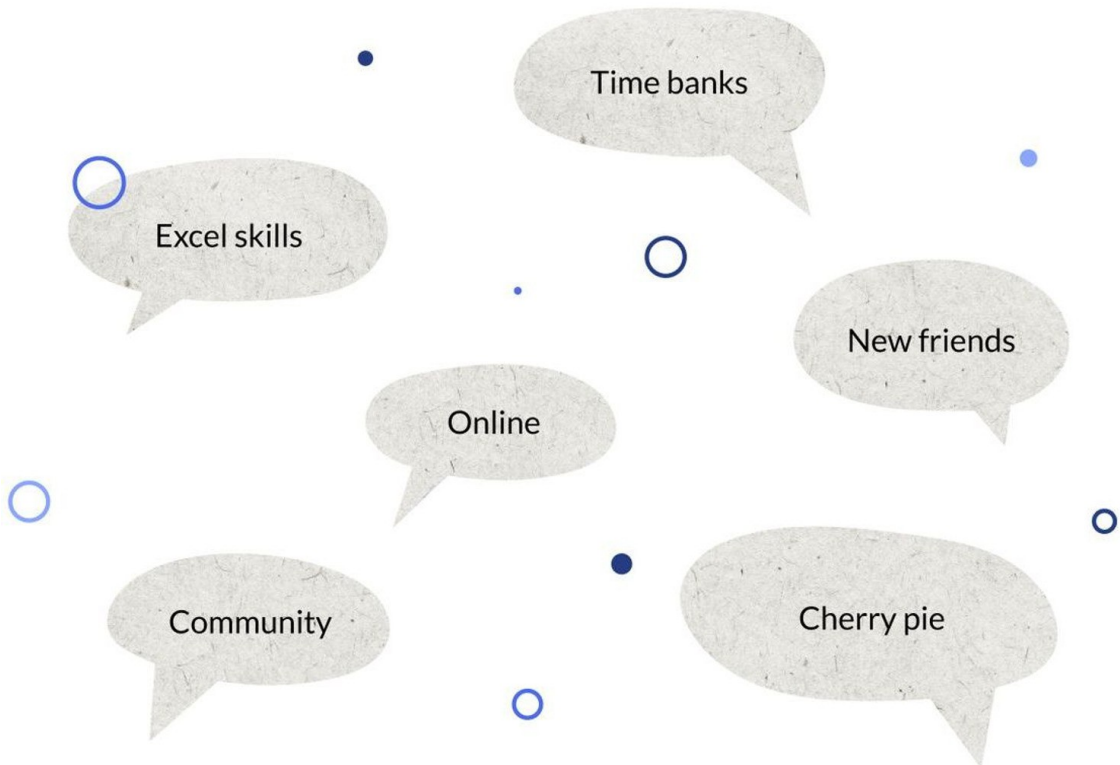 Time banks
Excel skills
New friends
Online
Community
Cherry pie